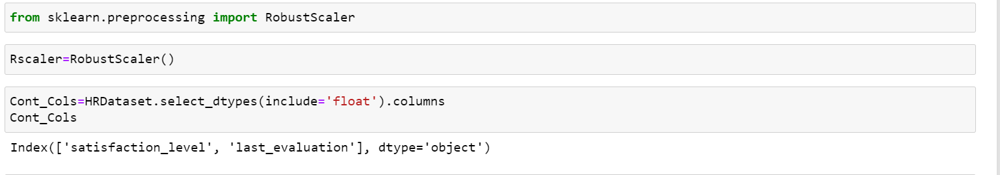 from sklearn.preprocessing import RobustScaler
Rscaler=RobustScaler()
Cont_Cols=HRDataset.select_dtypes(include='float').columns
Cont_Cols
Index(['satisfaction_level', 'last_evaluation'], dtype='object')